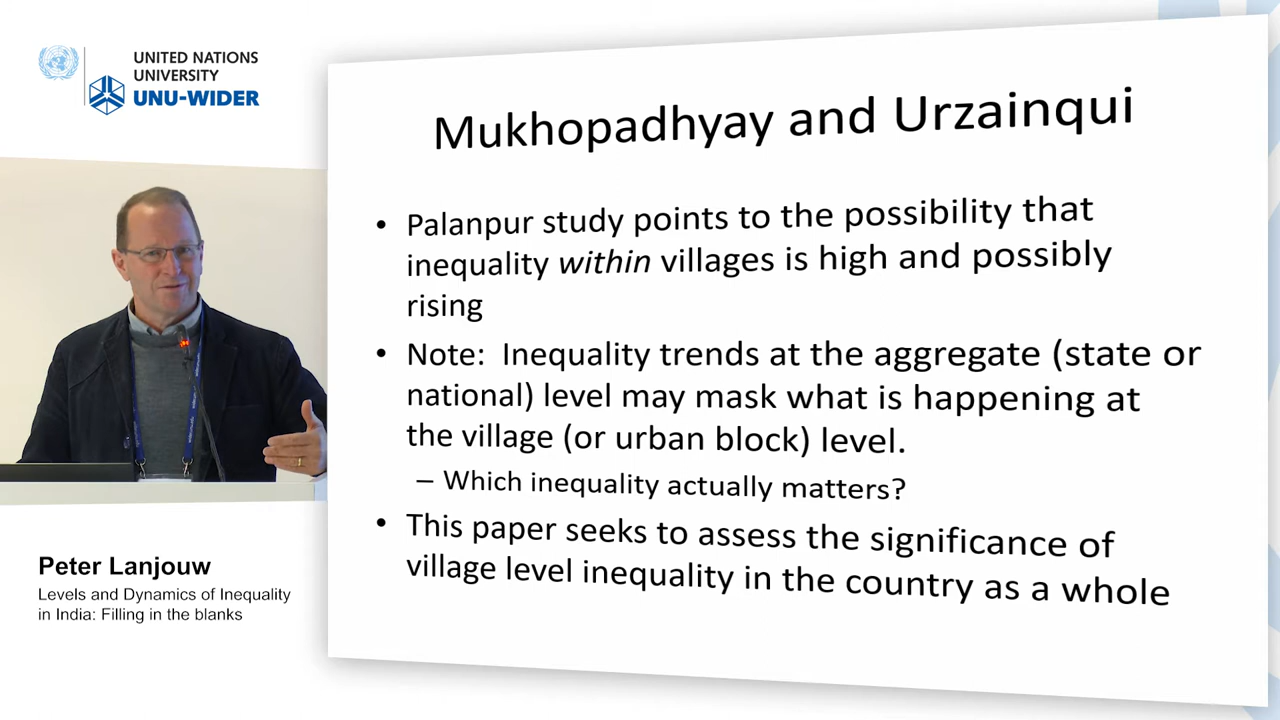 UNITED NATIONS
UNIVERSITY
UNU-WIDER
Mukhopadhyay and Urzainqui
• Palanpur study points to the possibility that
inequality within villages is high and possibly
rising
• Note: Inequality trends at the aggregate (state or
national) level may mask what is happening at
the village (or urban block) level.
– Which inequality actually matters?
• This paper seeks to assess the significance of
village level inequality in the country as a whole
Peter Lanjouw
Levels and Dynamics of Inequality
in India: Filling in the blanks